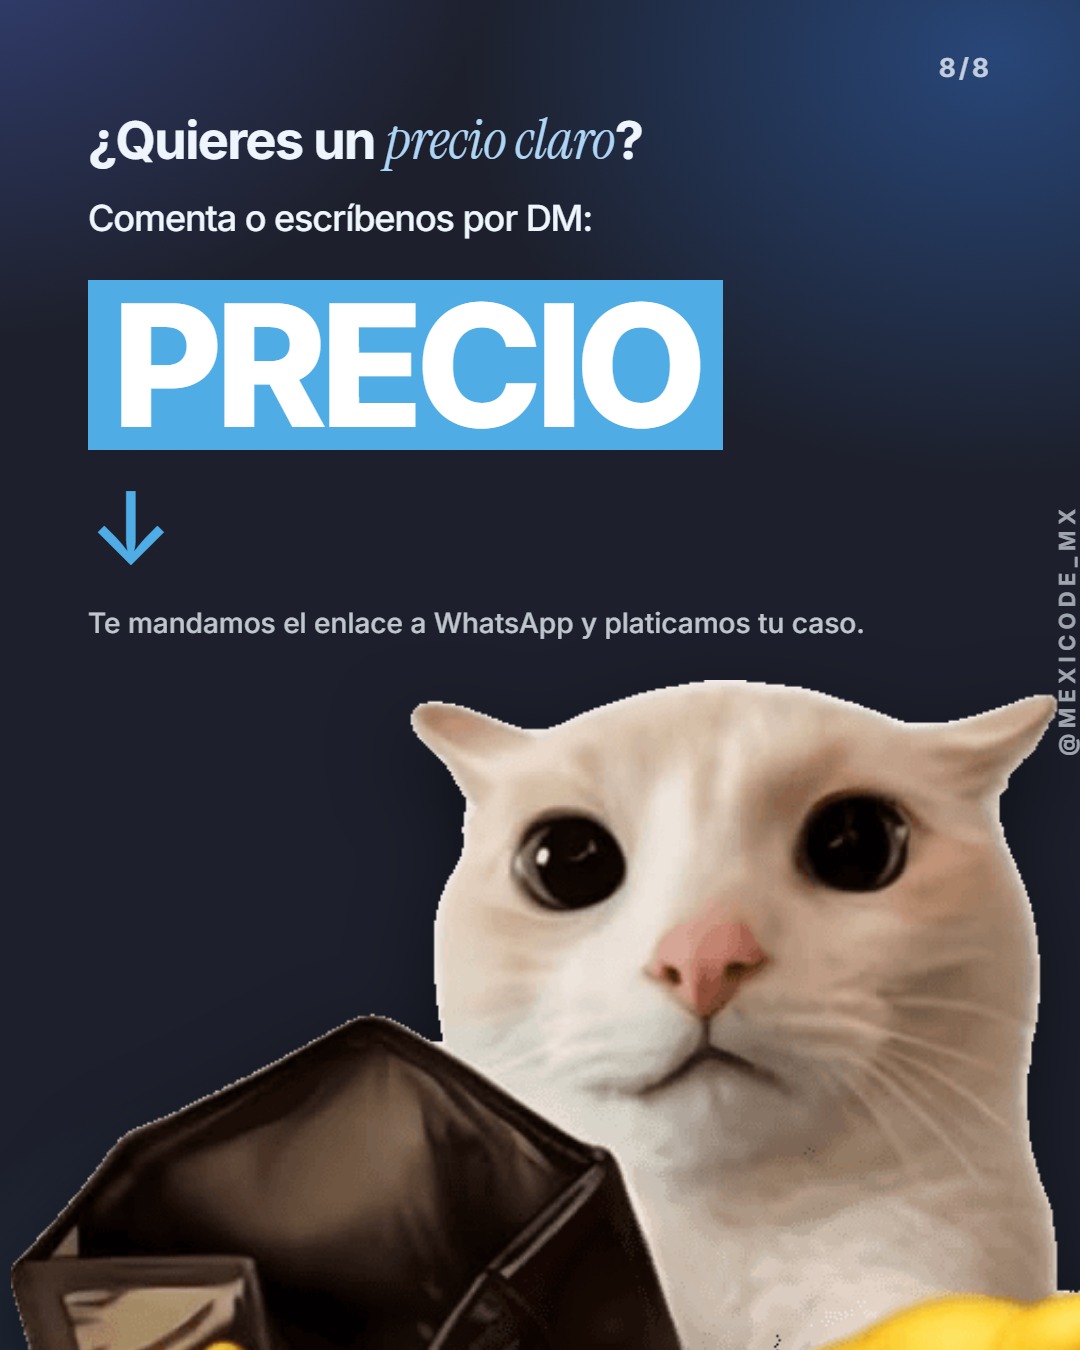 8/8
¿Quieres un precio claro?
Comenta o escríbenos por DM:
PRECIO
Te mandamos el enlace a WhatsApp y platicamos tu caso.
@MEXICODE_MX